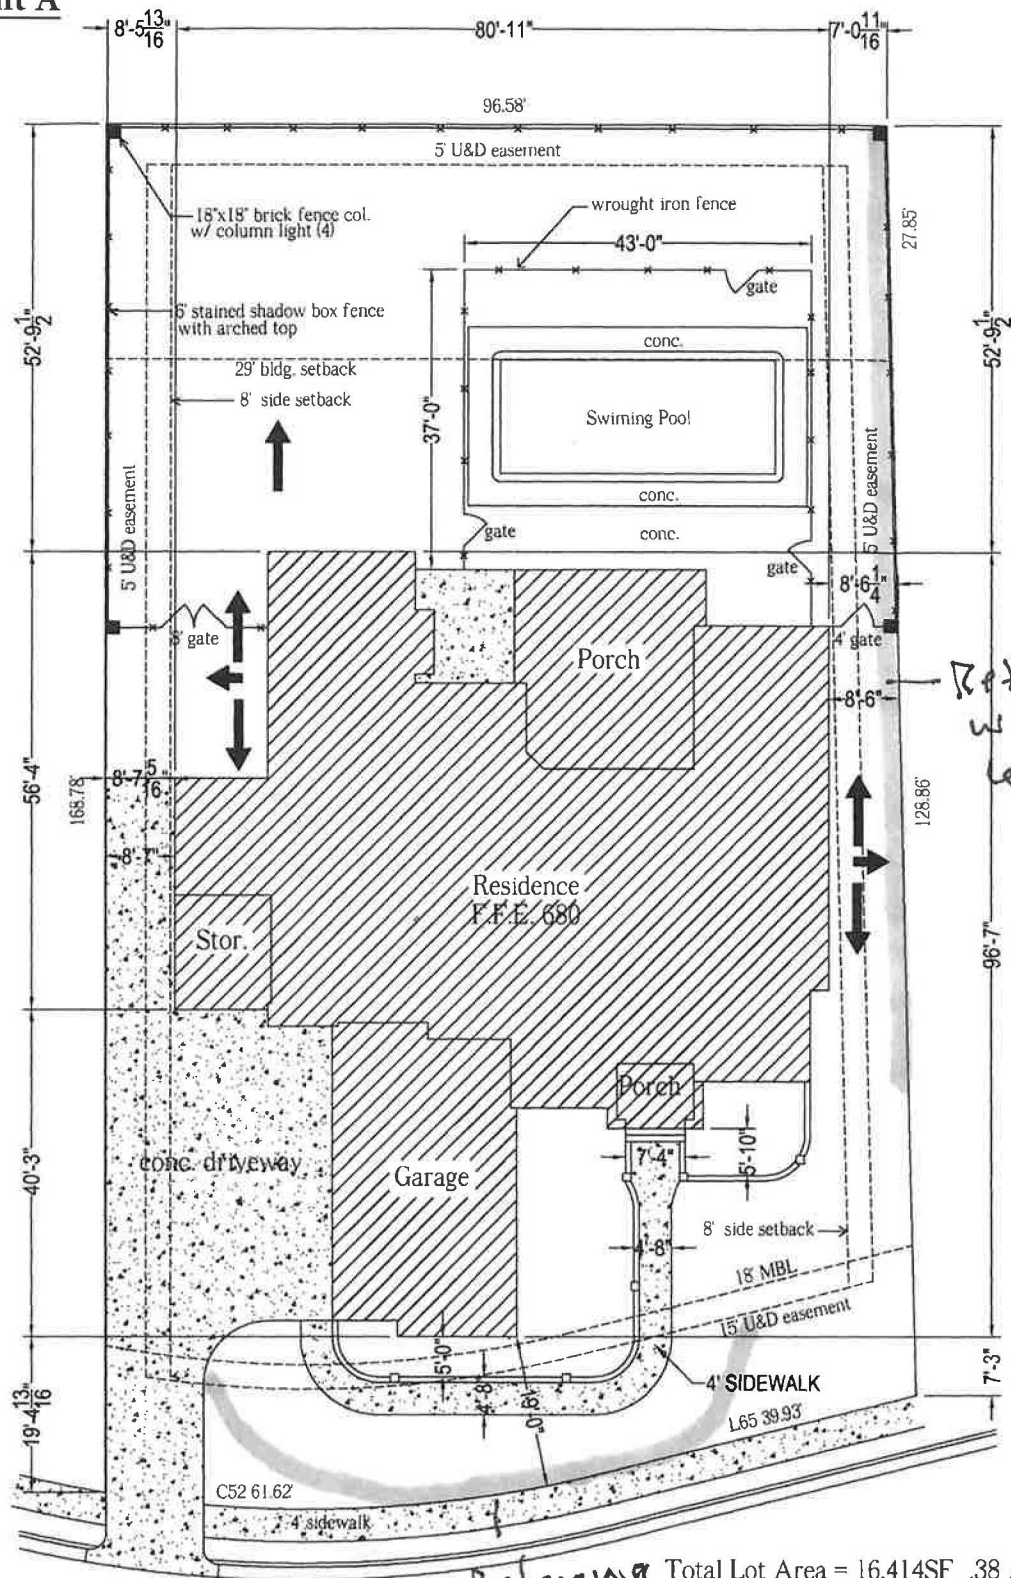 8'-5 13/16"
80'-11"
7'-0 11/16"
96.58'
5' U&D easement
18"x18" brick fence col.
w/ column light (4)
wrought iron fence
27.85'
43'-0"
gate
6' stained shadow box fence
with arched top
52'-9 1/2"
52'-9 1/2"
conc.
29' bldg. setback
8' side setback
37'-0"
Swiming Pool
5' U&D easement
5' U&D easement
conc.
conc.
gate
gate
8'-6 1/4"
8' gate
4' gate
Porch
8'-6"
56'-4"
168.78'
8'-7 5/16"
128.86'
8'-7"
Residence
F.F.E. 680
Stor.
96'-7"
Porch
5'-10"
7'-4"
conc. driveway
Garage
40'-3"
8' side setback
4'-8"
18' MBL
15' U&D easement
5'-0"
7'-3"
4'-8"
4' SIDEWALK
18'-0"
19'-4 13/16"
L65 39.93'
C52 61.62'
4' sidewalk
Total Lot Area = 16,414SF .38